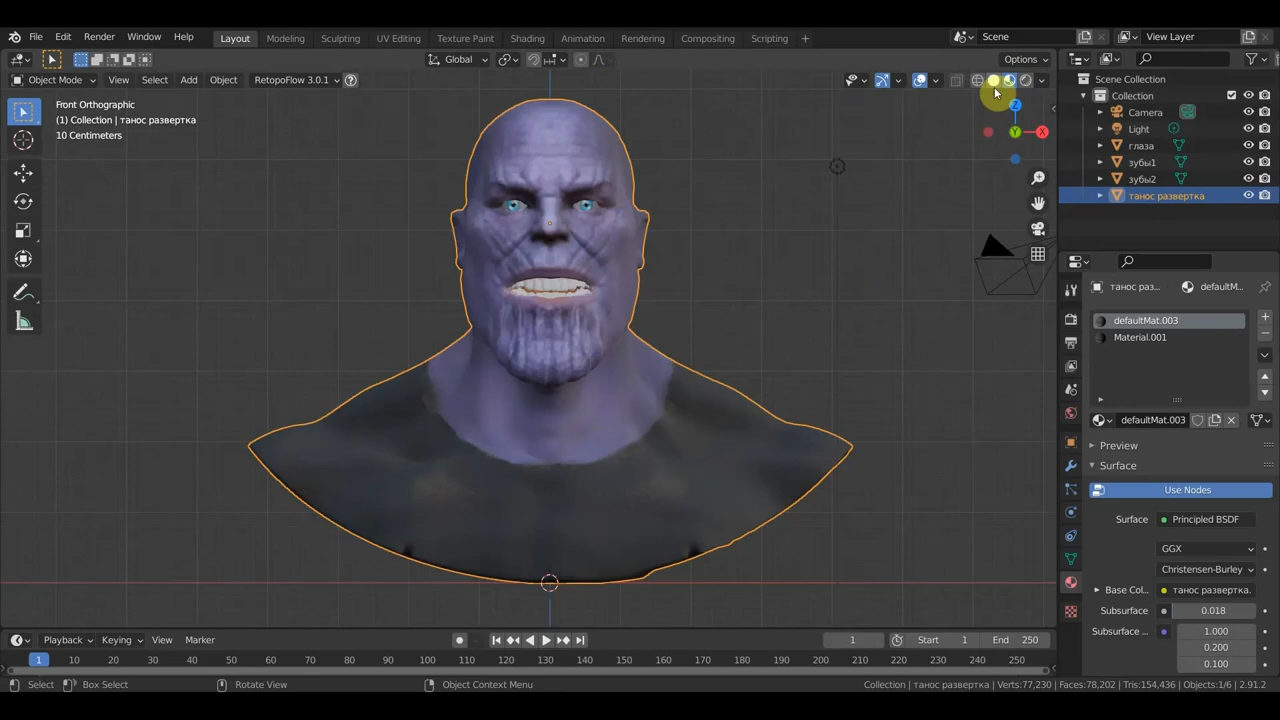 File Edit Render Window Help
Layout Modeling Sculpting UV Editing Texture Paint Shading Animation Rendering Compositing Scripting +
Scene
View Layer
Global
Options
Object Mode View Select Add Object RetopoFlow 3.0.1
Front Orthographic
(1) Collection | танос развертка
10 Centimeters
Z
Y
X
Scene Collection
Collection
Camera
Light
глаза
зубы1
зубы2
танос развертка
танос раз...
defaultM...
defaultMat.003
Material.001
defaultMat.003
Preview
Surface
Use Nodes
Surface Principled BSDF
GGX
Christensen-Burley
Base Col... танос развертка.
Subsurface 0.018
Subsurface ... 1.000
0.200
0.100
Playback Keying View Marker
1 Start 1 End 250
1 10 20 30 40 50 60 70 80 90 100 110 120 130 140 150 160 170 180 190 200 210 220 230 240 250
Select Box Select Rotate View Object Context Menu
Collection | танос развертка | Verts:77,230 | Faces:78,202 | Tris:154,436 | Objects:1/6 | 2.91.2